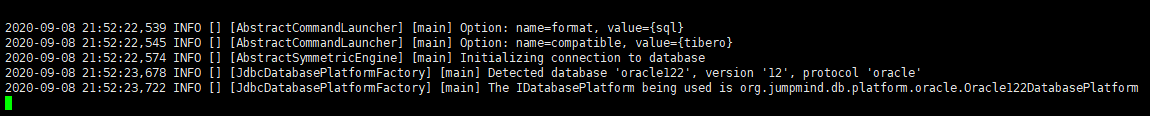 2020-09-08 21:52:22,539 INFO [] [AbstractCommandLauncher] [main] Option: name=format, value={sql}
2020-09-08 21:52:22,545 INFO [] [AbstractCommandLauncher] [main] Option: name=compatible, value={tibero}
2020-09-08 21:52:22,574 INFO [] [AbstractSymmetricEngine] [main] Initializing connection to database
2020-09-08 21:52:23,678 INFO [] [JdbcDatabasePlatformFactory] [main] Detected database 'oracle122', version '12', protocol 'oracle'
2020-09-08 21:52:23,722 INFO [] [JdbcDatabasePlatformFactory] [main] The IDatabasePlatform being used is org.jumpmind.db.platform.oracle.Oracle122DatabasePlatform